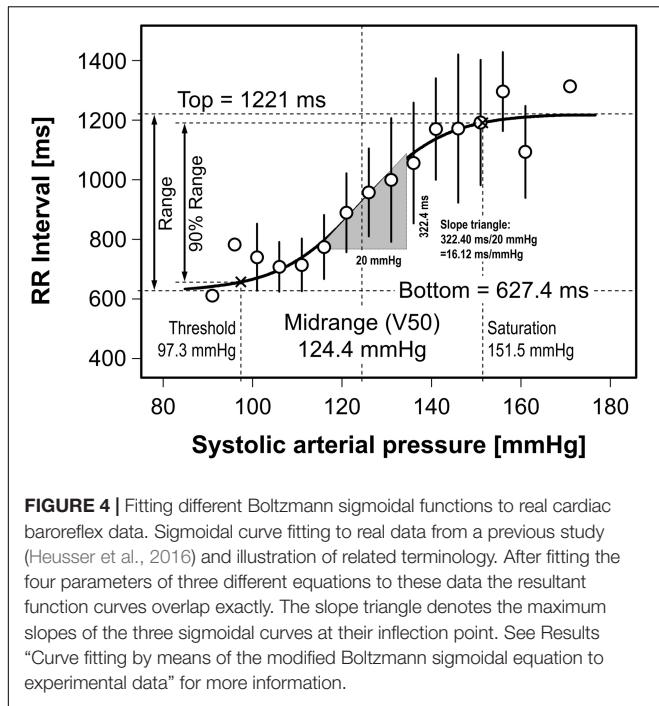 1400
1200
1000
800
600
400
80
100
120
140
160
180
RR Interval [ms]
Systolic arterial pressure [mmHg]
Top = 1221 ms
Range
90% Range
322.4 ms
20 mmHg
Slope triangle:
322.40 ms/20 mmHg
=16.12 ms/mmHg
Bottom = 627.4 ms
Threshold
97.3 mmHg
Midrange (V50)
124.4 mmHg
Saturation
151.5 mmHg
FIGURE 4 | Fitting different Boltzmann sigmoidal functions to real cardiac
baroreflex data. Sigmoidal curve fitting to real data from a previous study
(Heusser et al., 2016) and illustration of related terminology. After fitting the
four parameters of three different equations to these data the resultant
function curves overlap exactly. The slope triangle denotes the maximum
slopes of the three sigmoidal curves at their inflection point. See Results
“Curve fitting by means of the modified Boltzmann sigmoidal equation to
experimental data” for more information.